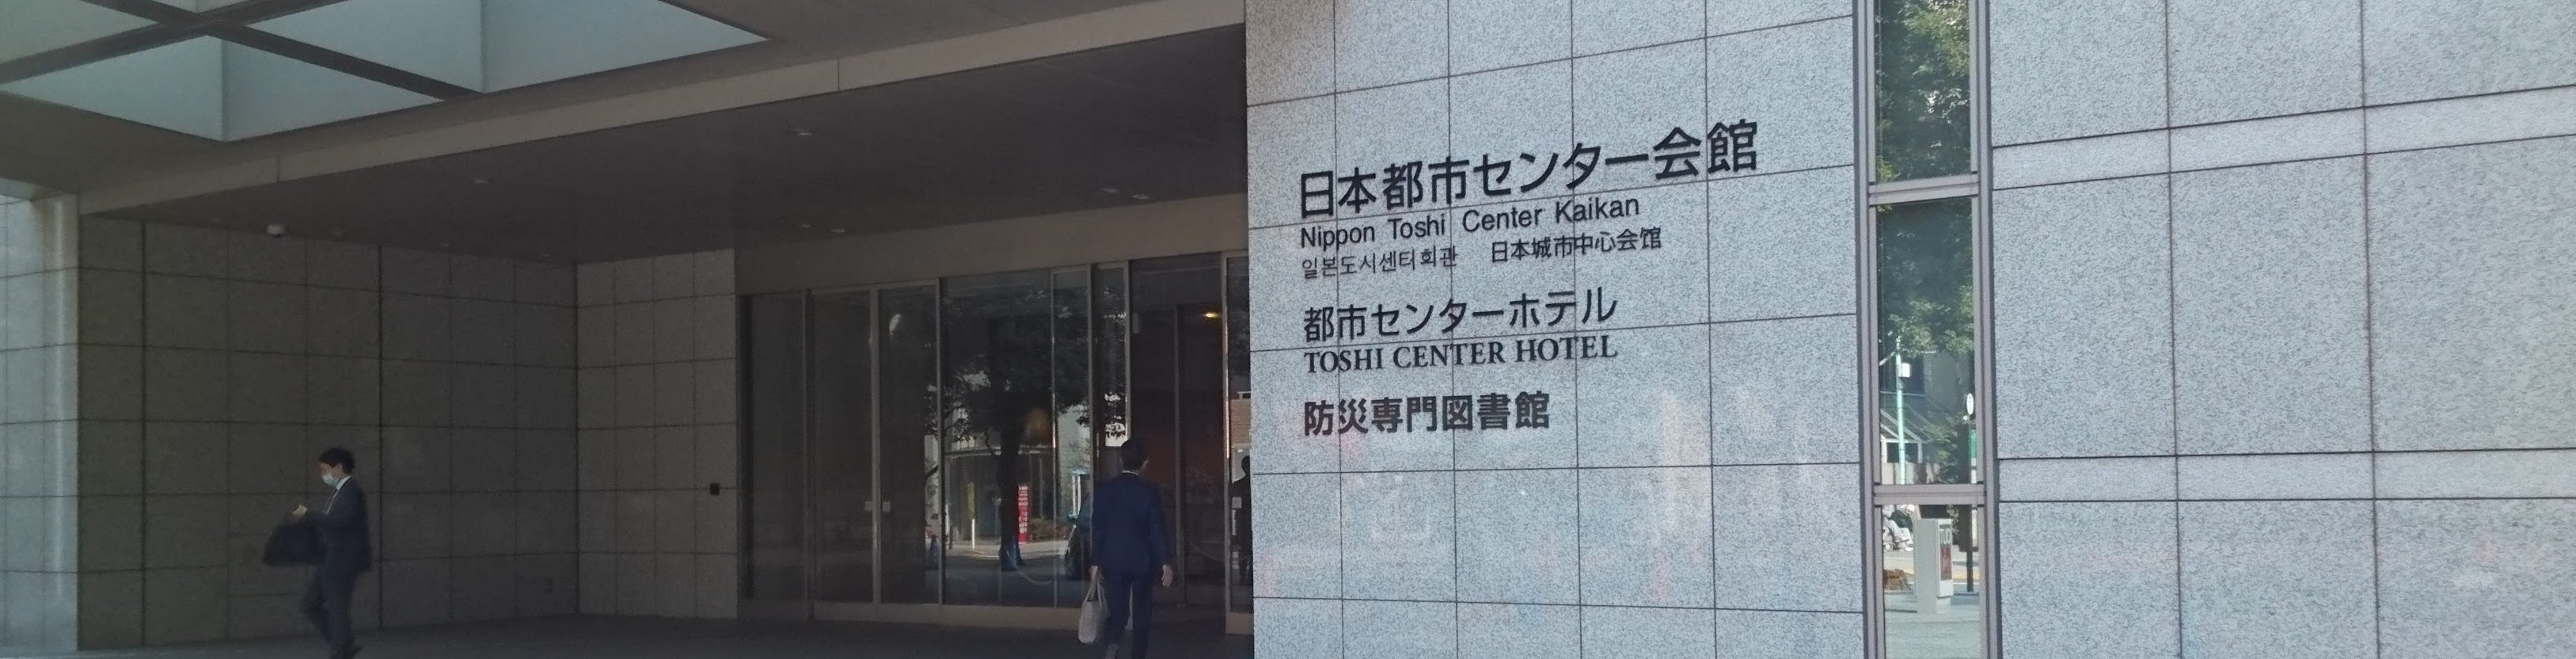 日本都市センター会館
Nippon Toshi Center Kaikan
일본도시센터회관 日本城市中心会馆
都市センターホテル
TOSHI CENTER HOTEL
防災専門図書館